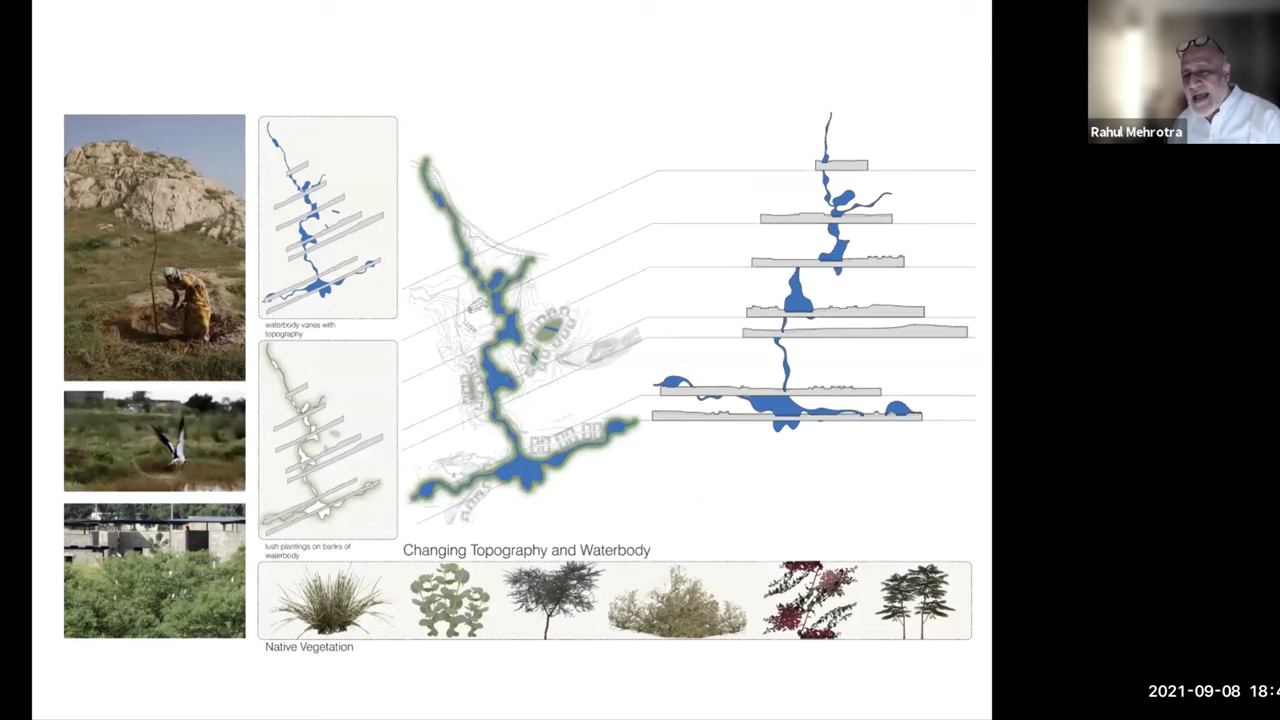 Rahul Mehrotra
waterbody varies with
topography
lush plantings on banks of
waterbody
Changing Topography and Waterbody
Native Vegetation
2021-09-08 18:4